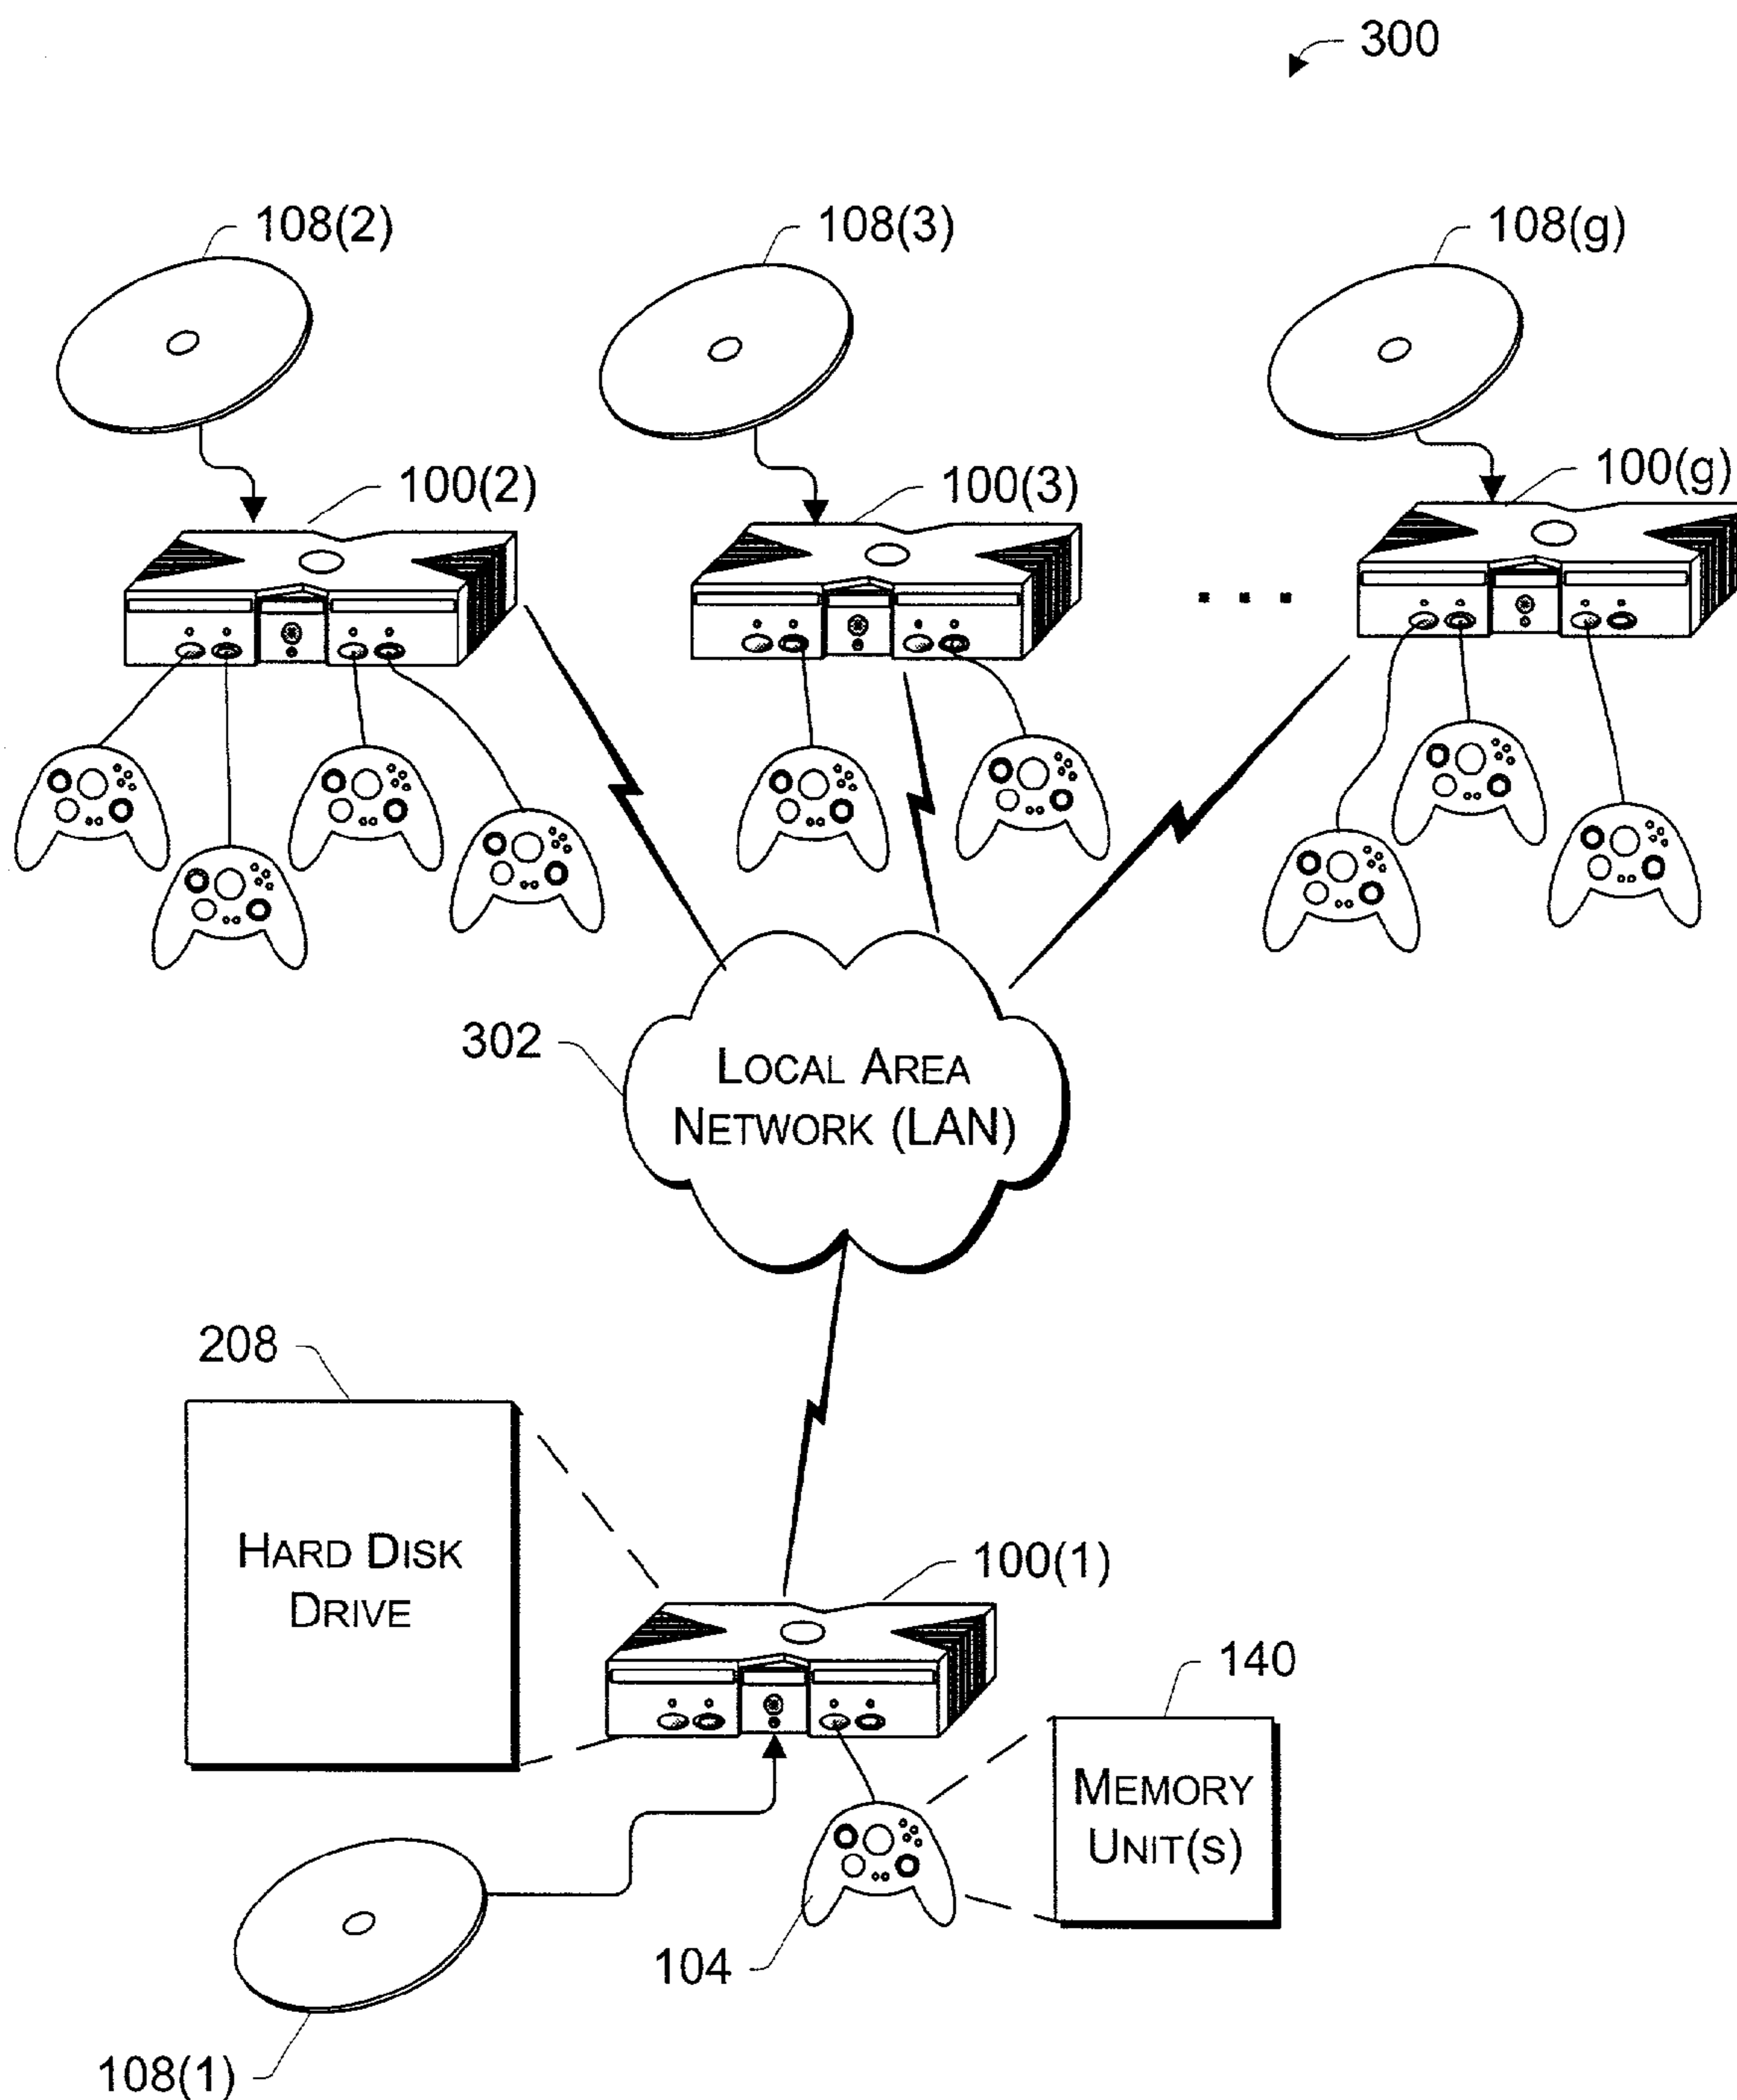 300
108(2)
108(3)
108(g)
100(2)
100(3)
100(g)
302
LOCAL AREA
NETWORK (LAN)
208
HARD DISK
DRIVE
100(1)
140
MEMORY
UNIT(S)
104
108(1)